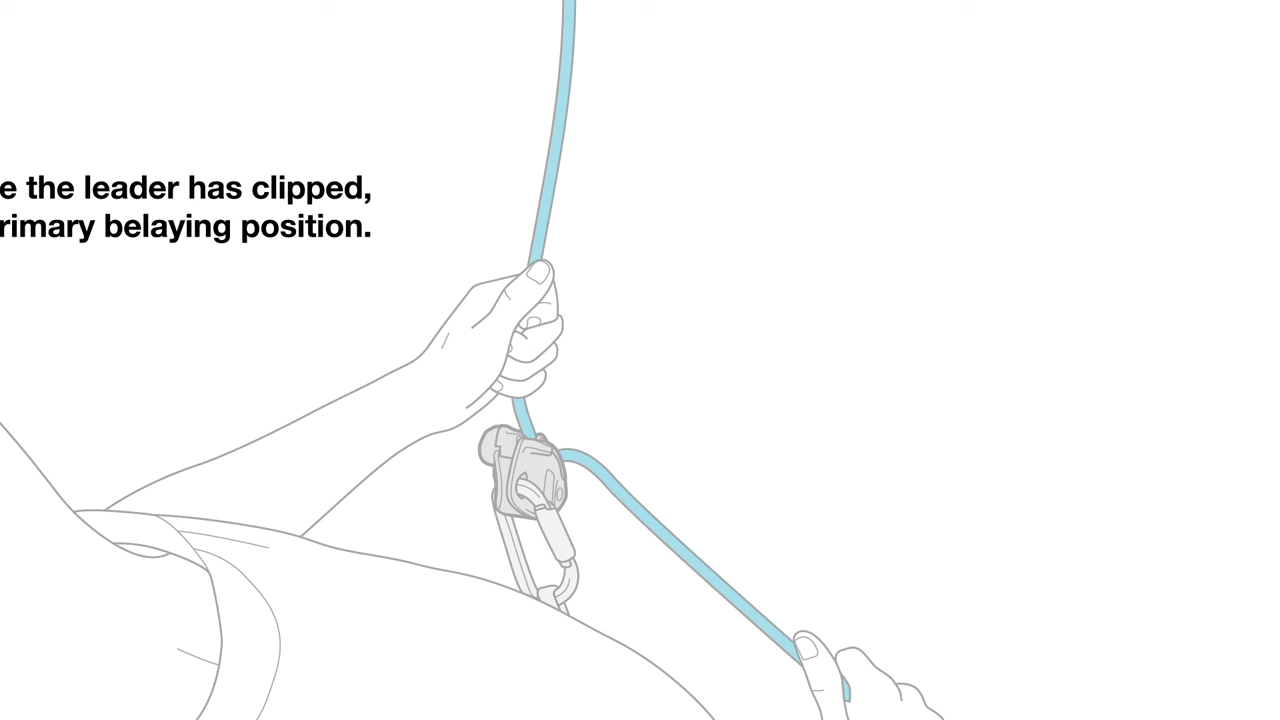 e the leader has clipped,
rimary belaying position.